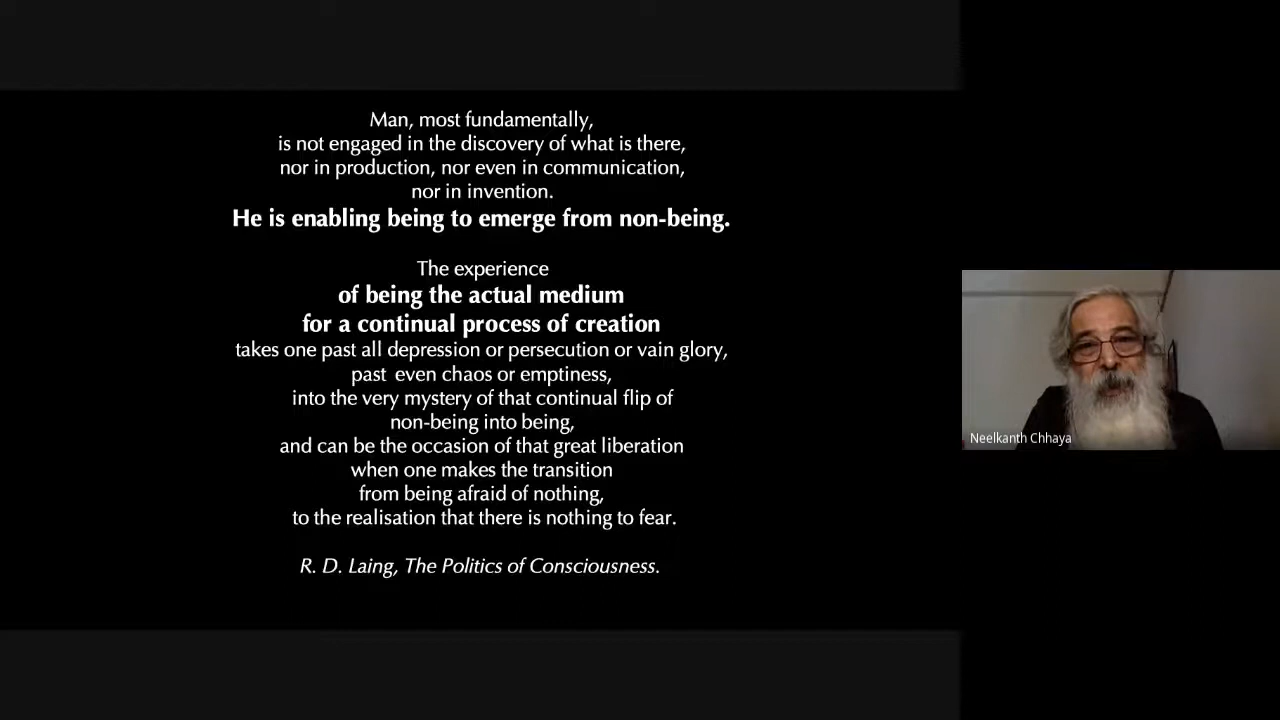 Man, most fundamentally,
is not engaged in the discovery of what is there,
nor in production, nor even in communication,
nor in invention.
He is enabling being to emerge from non-being.
The experience
of being the actual medium
for a continual process of creation
takes one past all depression or persecution or vain glory,
past even chaos or emptiness,
into the very mystery of that continual flip of
non-being into being,
and can be the occasion of that great liberation
when one makes the transition
from being afraid of nothing,
to the realisation that there is nothing to fear.
R. D. Laing, The Politics of Consciousness.
Neelkanth Chhaya